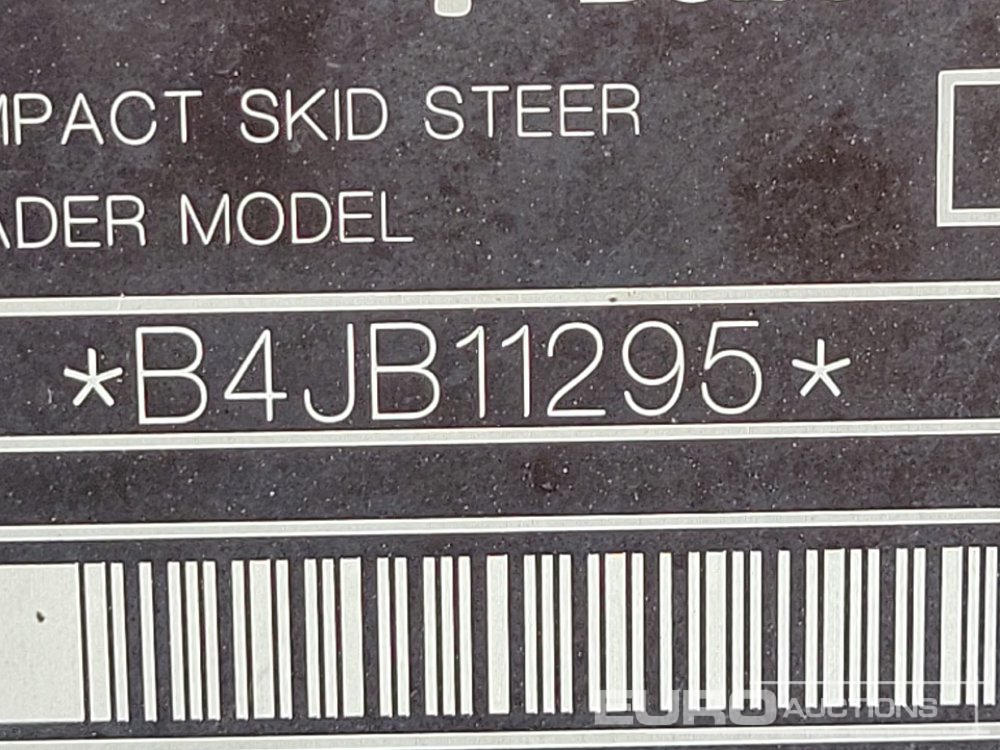 MPACT SKID STEER
ADER MODEL
*B4JB11295*
EURO AUCTIONS